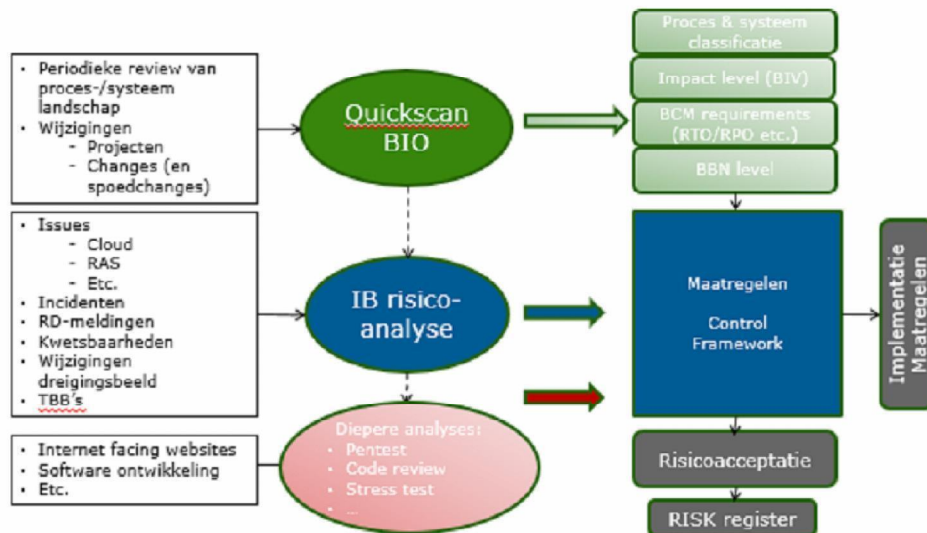 • Periodieke review van
proces-/systeem
landschap
• Wijzigingen
- Projecten
- Changes (en
spoedchanges)
• Issues
- Cloud
- RAS
- Etc.
• Incidenten
• RD-meldingen
• Kwetsbaarheden
• Wijzigingen
dreigingsbeeld
• TBB's
• Internet facing websites
• Software ontwikkeling
• Etc.
Quickscan
BIO
IB risico-
analyse
Diepere analyses:
• Pentest
• Code review
• Stress test
• ...
Proces & systeem
classificatie
Impact level (BIV)
BCM requirements
(RTO/RPO etc.)
BBN level
Maatregelen
Control
Framework
Implementatie
Maatregelen
Risicoacceptatie
RISK register